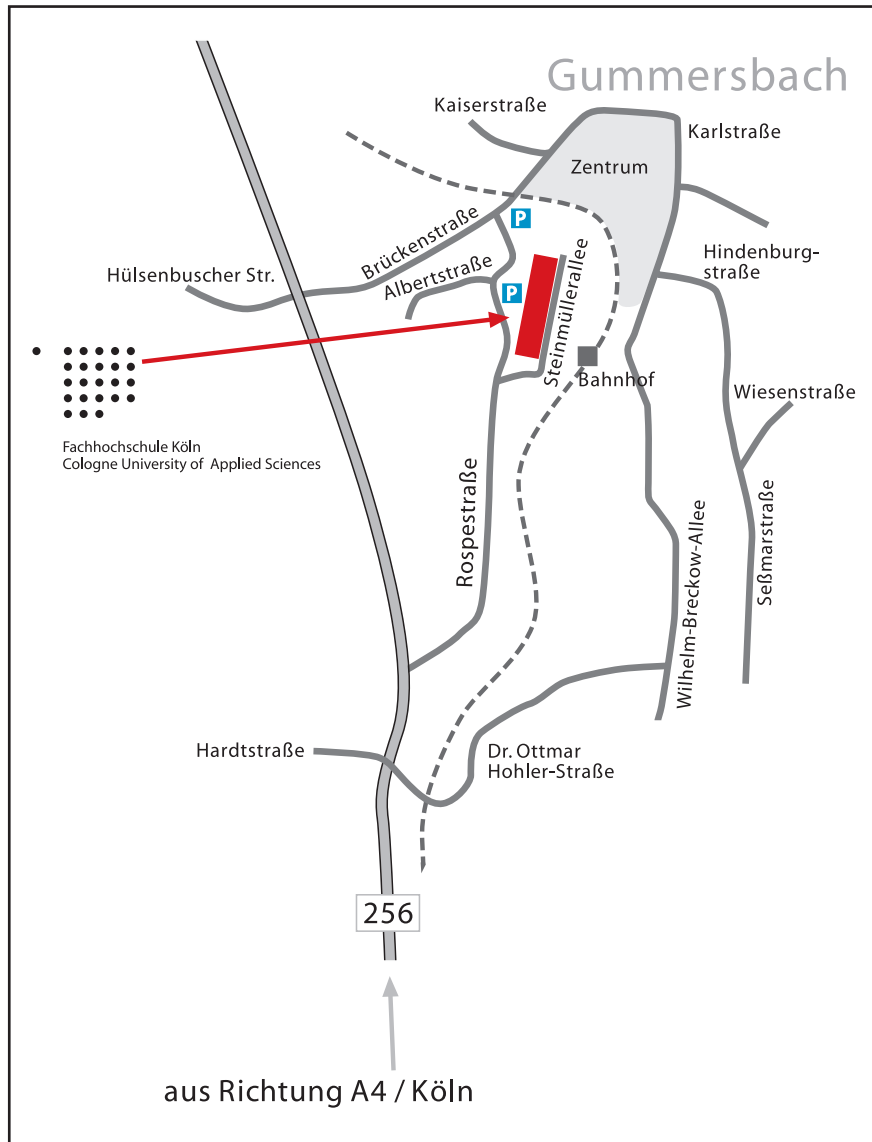 Gummersbach
Kaiserstraße
Karlstraße
Zentrum
P
Brückenstraße
Hindenburg-
straße
Hülsenbuscher Str.
Albertstraße
P
Steinmüllerallee
Bahnhof
Wiesenstraße
Fachhochschule Köln
Cologne University of Applied Sciences
Rospestraße
Seßmarstraße
Wilhelm-Breckow-Allee
Hardtstraße
Dr. Ottmar
Hohler-Straße
256
aus Richtung A4 / Köln